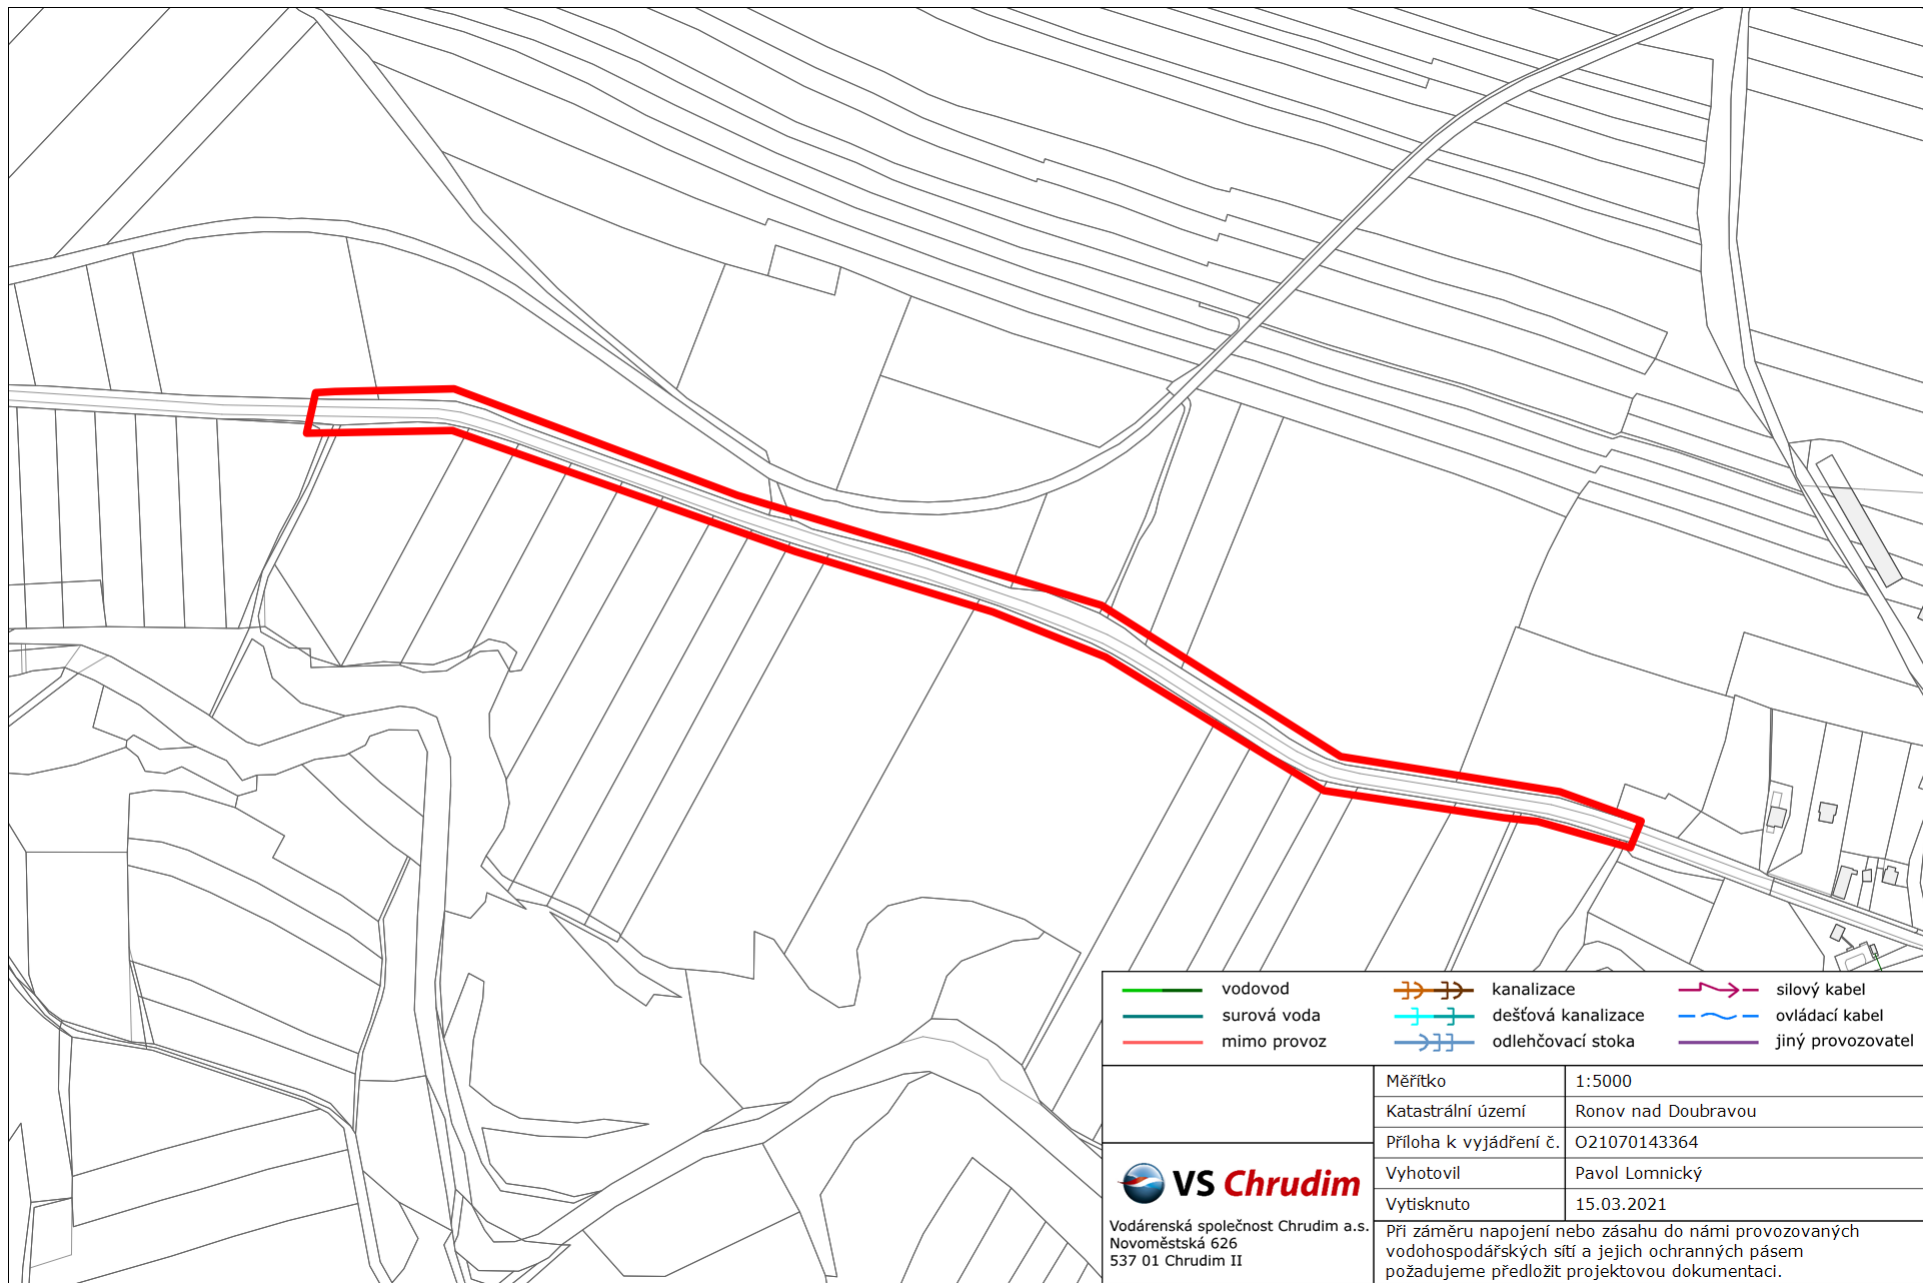 vodovod
surová voda
mimo provoz
kanalizace
dešťová kanalizace
odlehčovací stoka
silový kabel
ovládací kabel
jiný provozovatel
Měřítko 1:5000
Katastrální území Ronov nad Doubravou
Příloha k vyjádření č. O21070143364
Vyhotovil Pavol Lomnický
Vytisknuto 15.03.2021
VS Chrudim
Vodárenská společnost Chrudim a.s.
Novoměstská 626
537 01 Chrudim II
Při záměru napojení nebo zásahu do námi provozovaných
vodohospodářských sítí a jejich ochranných pásem
požadujeme předložit projektovou dokumentaci.